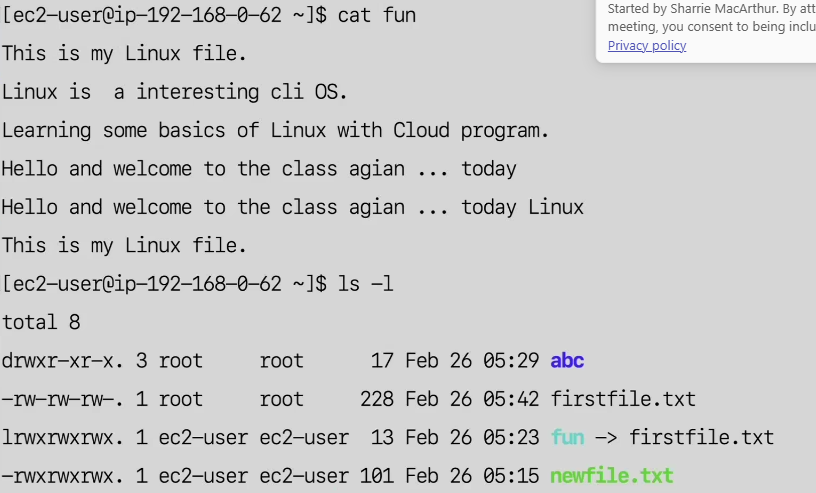 [ec2-user@ip-192-168-0-62 ~]$ cat fun
Started by Sharrie MacArthur. By att
meeting, you consent to being inclu
Privacy policy
This is my Linux file.
Linux is  a interesting cli OS.
Learning some basics of Linux with Cloud program.
Hello and welcome to the class agian ... today
Hello and welcome to the class agian ... today Linux
This is my Linux file.
[ec2-user@ip-192-168-0-62 ~]$ ls -l
total 8
drwxr-xr-x. 3 root     root      17 Feb 26 05:29 abc
-rw-rw-rw-. 1 root     root     228 Feb 26 05:42 firstfile.txt
lrwxrwxrwx. 1 ec2-user ec2-user  13 Feb 26 05:23 fun -> firstfile.txt
-rwxrwxrwx. 1 ec2-user ec2-user 101 Feb 26 05:15 newfile.txt